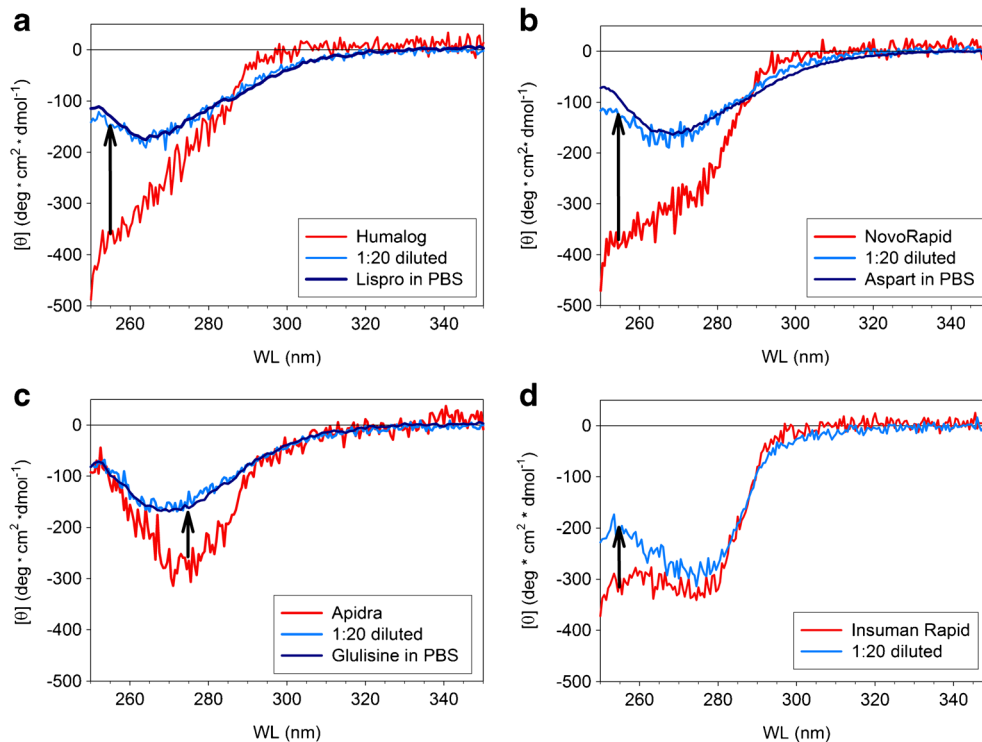 a
[θ] (deg · cm² · dmol⁻¹)
0
-100
-200
-300
-400
-500
Humalog
1:20 diluted
Lispro in PBS
260 280 300 320 340
WL (nm)
b
[θ] (deg · cm²· dmol⁻¹)
0
-100
-200
-300
-400
-500
NovoRapid
1:20 diluted
Aspart in PBS
260 280 300 320 340
WL (nm)
c
[θ] (deg · cm² ·dmol⁻¹)
0
-100
-200
-300
-400
-500
Apidra
1:20 diluted
Glulisine in PBS
260 280 300 320 340
WL (nm)
d
[θ] (deg * cm² * dmol⁻¹)
0
-100
-200
-300
-400
-500
Insuman Rapid
1:20 diluted
260 280 300 320 340
WL (nm)